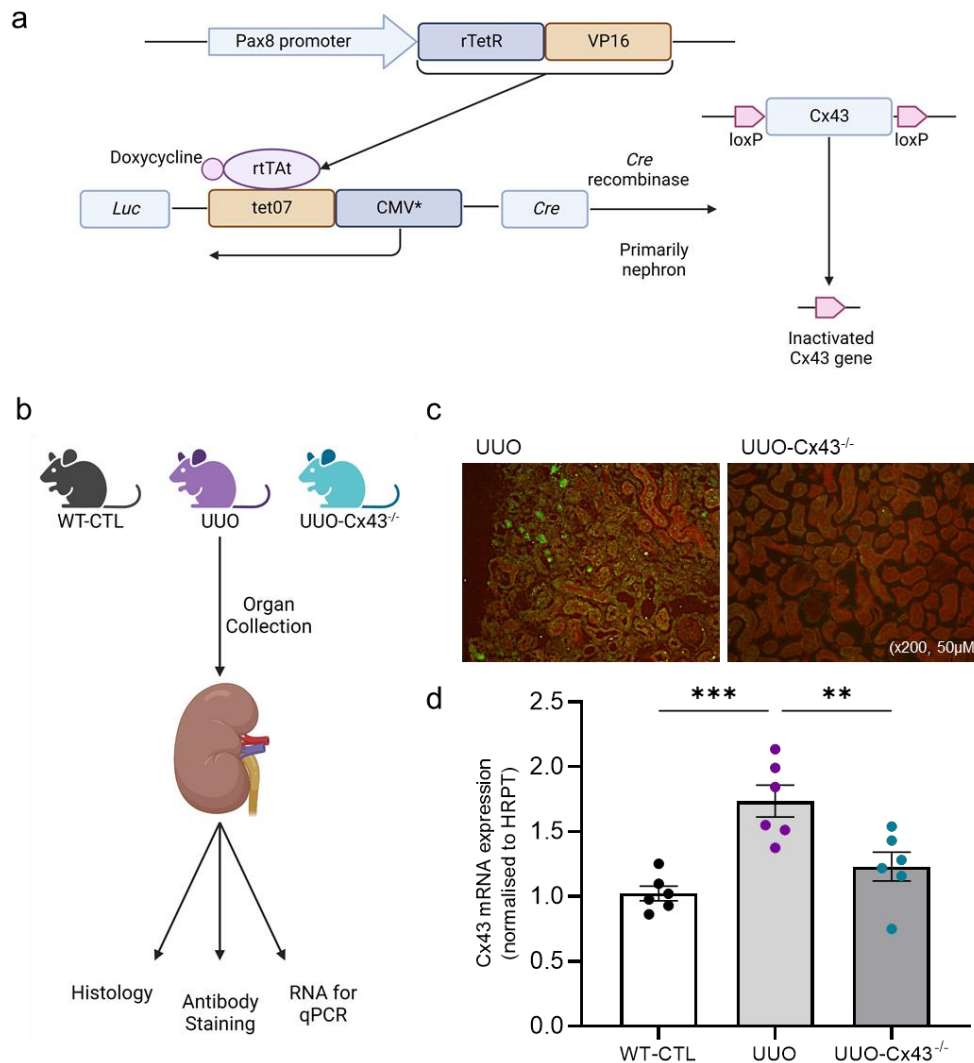 a
Pax8 promoter
rTetR
VP16
Cx43
loxP
loxP
Doxycycline
rtTAt
Cre
recombinase
Luc
tet07
CMV*
Cre
Primarily
nephron
Inactivated
Cx43 gene
b
WT-CTL
UUO
UUO-Cx43⁻/⁻
Organ
Collection
Histology
Antibody
Staining
RNA for
qPCR
c
UUO
UUO-Cx43⁻/⁻
(x200, 50µM
d
***
**
Cx43 mRNA expression
(normalised to HRPT)
2.5
2.0
1.5
1.0
0.5
0.0
WT-CTL
UUO
UUO-Cx43⁻/⁻